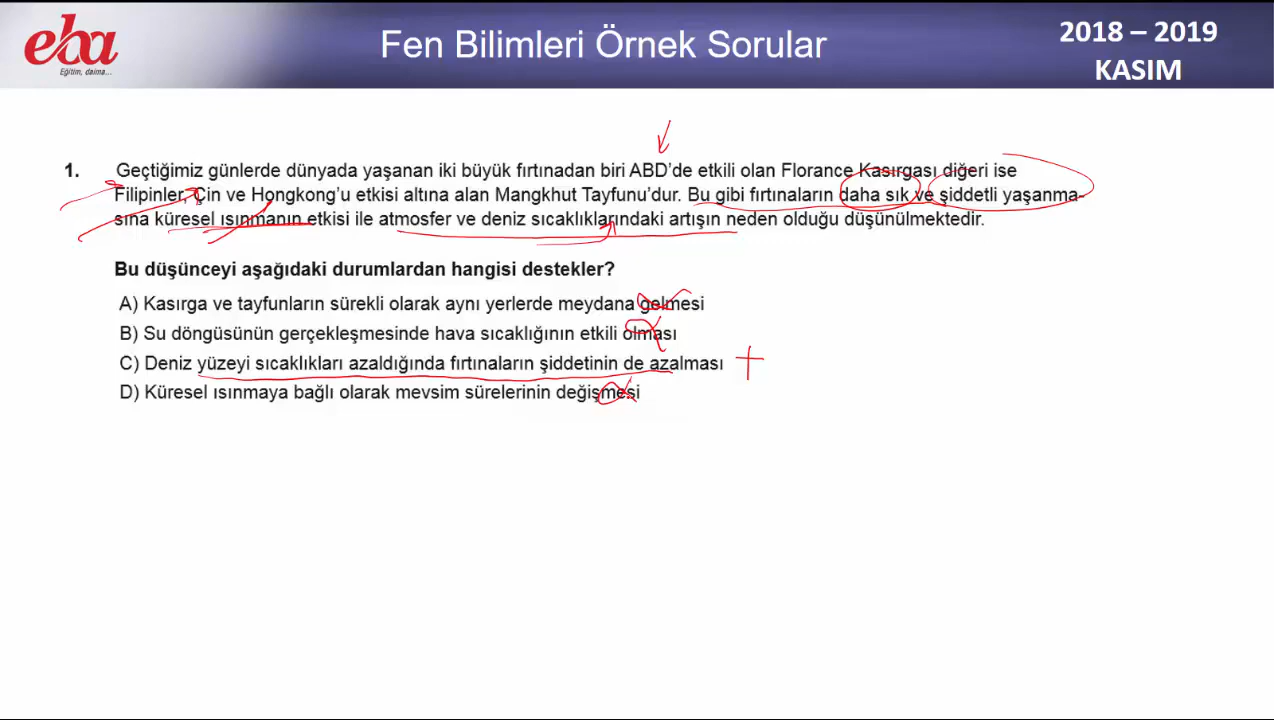 eba
Eğitim, daima...
Fen Bilimleri Örnek Sorular
2018 – 2019
KASIM
1. Geçtiğimiz günlerde dünyada yaşanan iki büyük fırtınadan biri ABD’de etkili olan Florance Kasırgası diğeri ise
Filipinler, Çin ve Hongkong’u etkisi altına alan Mangkhut Tayfunu’dur. Bu gibi fırtınaların daha sık ve şiddetli yaşanma-
sına küresel ısınmanın etkisi ile atmosfer ve deniz sıcaklıklarındaki artışın neden olduğu düşünülmektedir.
Bu düşünceyi aşağıdaki durumlardan hangisi destekler?
A) Kasırga ve tayfunların sürekli olarak aynı yerlerde meydana gelmesi
B) Su döngüsünün gerçekleşmesinde hava sıcaklığının etkili olması
C) Deniz yüzeyi sıcaklıkları azaldığında fırtınaların şiddetinin de azalması +
D) Küresel ısınmaya bağlı olarak mevsim sürelerinin değişmesi